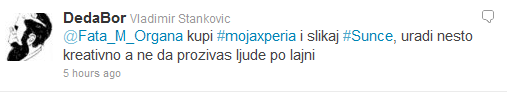 DedaBor Vladimir Stankovic
@Fata_M_Organa kupi #mojaxperia i slikaj #Sunce, uradi nesto
kreativno a ne da prozivas ljude po lajni
5 hours ago